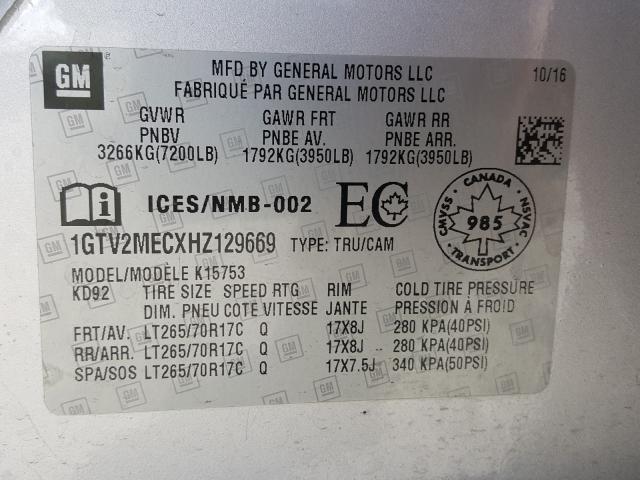 GM
MFD BY GENERAL MOTORS LLC
10/16
FABRIQUÉ PAR GENERAL MOTORS LLC
GVWR GAWR FRT GAWR RR
PNBV PNBE AV. PNBE ARR.
3266KG(7200LB) 1792KG(3950LB) 1792KG(3950LB)
i ICES/NMB-002 EC
CANADA
CMVSS 985 NSVAC
TRANSPORT
1GTV2MECXHZ129669 TYPE: TRU/CAM
MODEL/MODÈLE K15753
KD92 TIRE SIZE SPEED RTG RIM COLD TIRE PRESSURE
DIM. PNEU COTÉ VITESSE JANTE PRESSION À FROID
FRT/AV. LT265/70R17C Q 17X8J 280 KPA(40PSI)
RR/ARR. LT265/70R17C Q 17X8J 280 KPA(40PSI)
SPA/SOS LT265/70R17C Q 17X7.5J 340 KPA(50PSI)